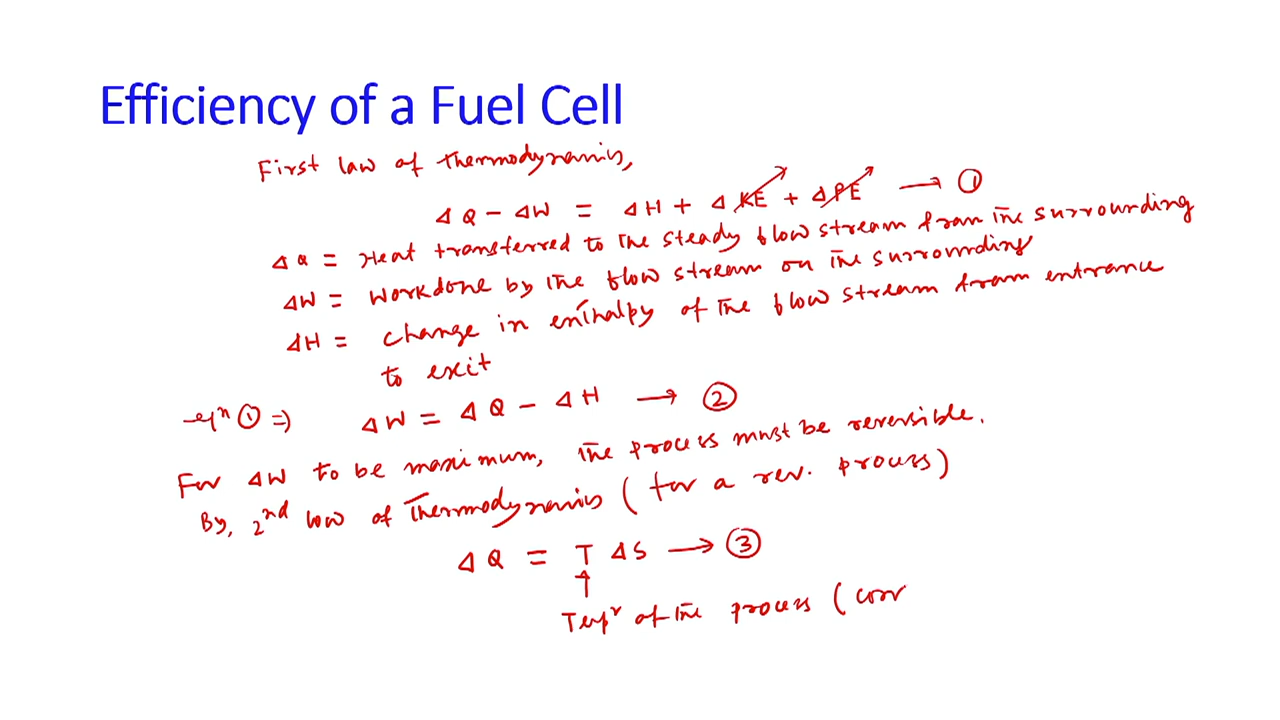 Efficiency of a Fuel Cell
First law of Thermodynamics,
ΔQ - ΔW = ΔH + ΔKE + ΔPE → ①
ΔQ = Heat transferred to the steady flow stream from the surrounding
ΔW = Workdone by the flow stream on the surrounding
ΔH = change in enthalpy of the flow stream from entrance
to exit
eqⁿ ① ⇒) ΔW = ΔQ - ΔH → ②
For ΔW to be maximum, the process must be reversible.
By, 2nd law of Thermodynamics (for a rev. process)
ΔQ = T ΔS → ③
↑
Tempʳ of the process (corr